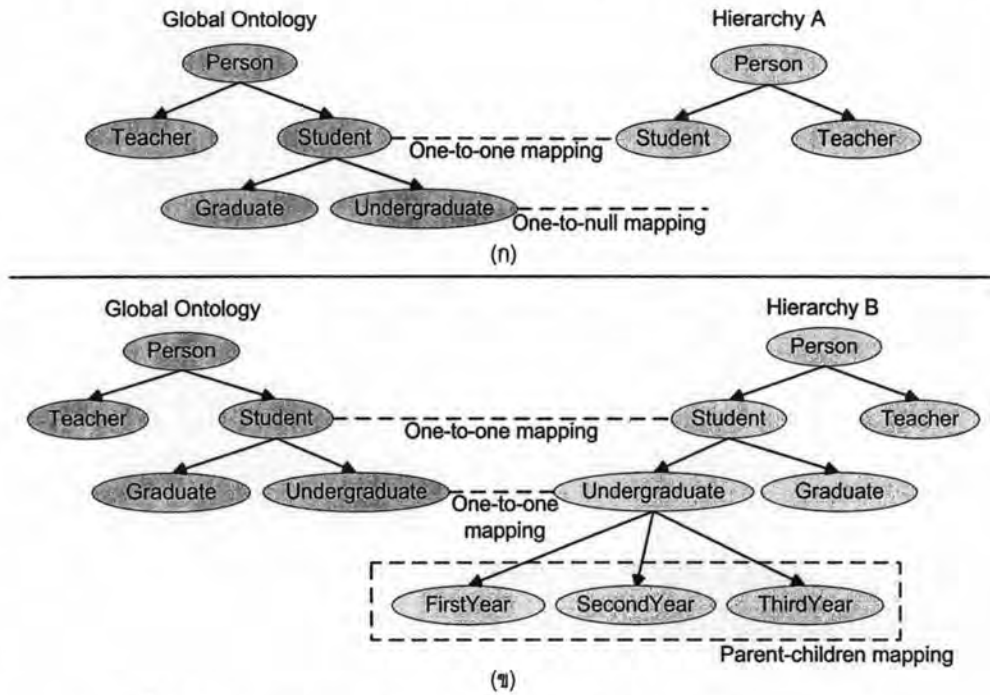 Global Ontology
Hierarchy A
Person
Person
Teacher
Student
Student
Teacher
One-to-one mapping
Graduate
Undergraduate
One-to-null mapping
(ก)
Global Ontology
Hierarchy B
Person
Person
Teacher
Student
Student
Teacher
One-to-one mapping
Graduate
Undergraduate
Undergraduate
Graduate
One-to-one
mapping
FirstYear
SecondYear
ThirdYear
Parent-children mapping
(ข)